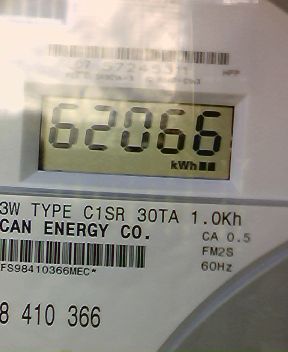 62066
kWh
3W TYPE C1SR 30TA 1.0Kh
CAN ENERGY CO.
CA 0.5
FM2S
60Hz
FS98410366MEC*
8 410 366